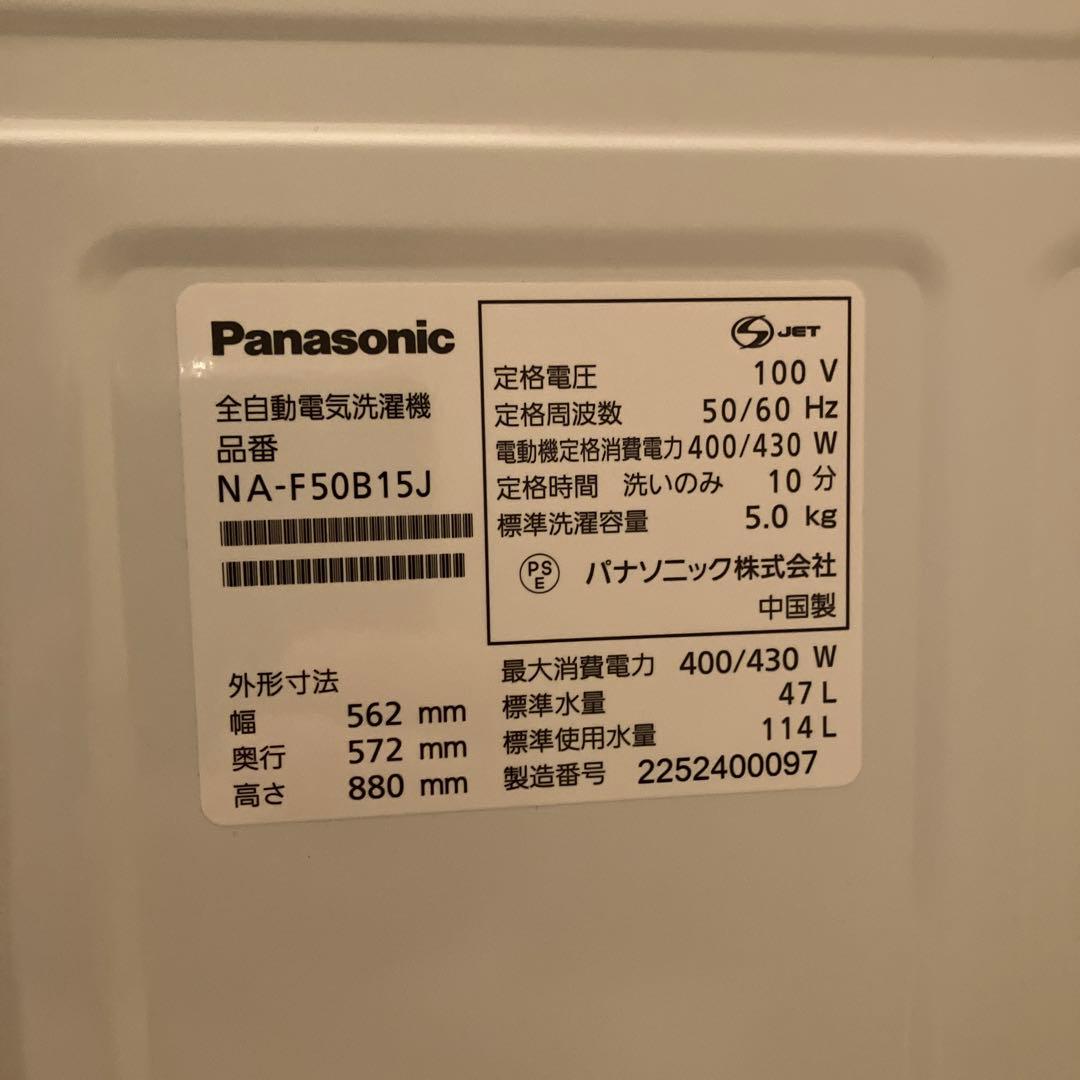 Panasonic
全自動電気洗濯機
品番
NA-F50B15J
外形寸法
幅 562 mm
奥行 572 mm
高さ 880 mm
S JET
定格電圧 100 V
定格周波数 50/60 Hz
電動機定格消費電力 400/430 W
定格時間 洗いのみ 10 分
標準洗濯容量 5.0 kg
PS E パナソニック株式会社
中国製
最大消費電力 400/430 W
標準水量 47 L
標準使用水量 114 L
製造番号 2252400097